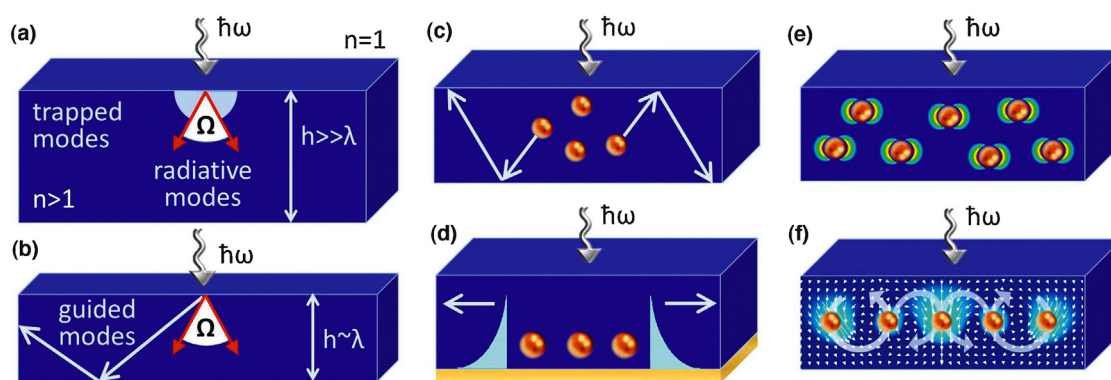 (a)
ħω
n=1
trapped
modes
Ω
h>>λ
radiative
modes
n>1
(b)
ħω
guided
modes
Ω
h~λ
(c)
ħω
(d)
ħω
(e)
ħω
(f)
ħω